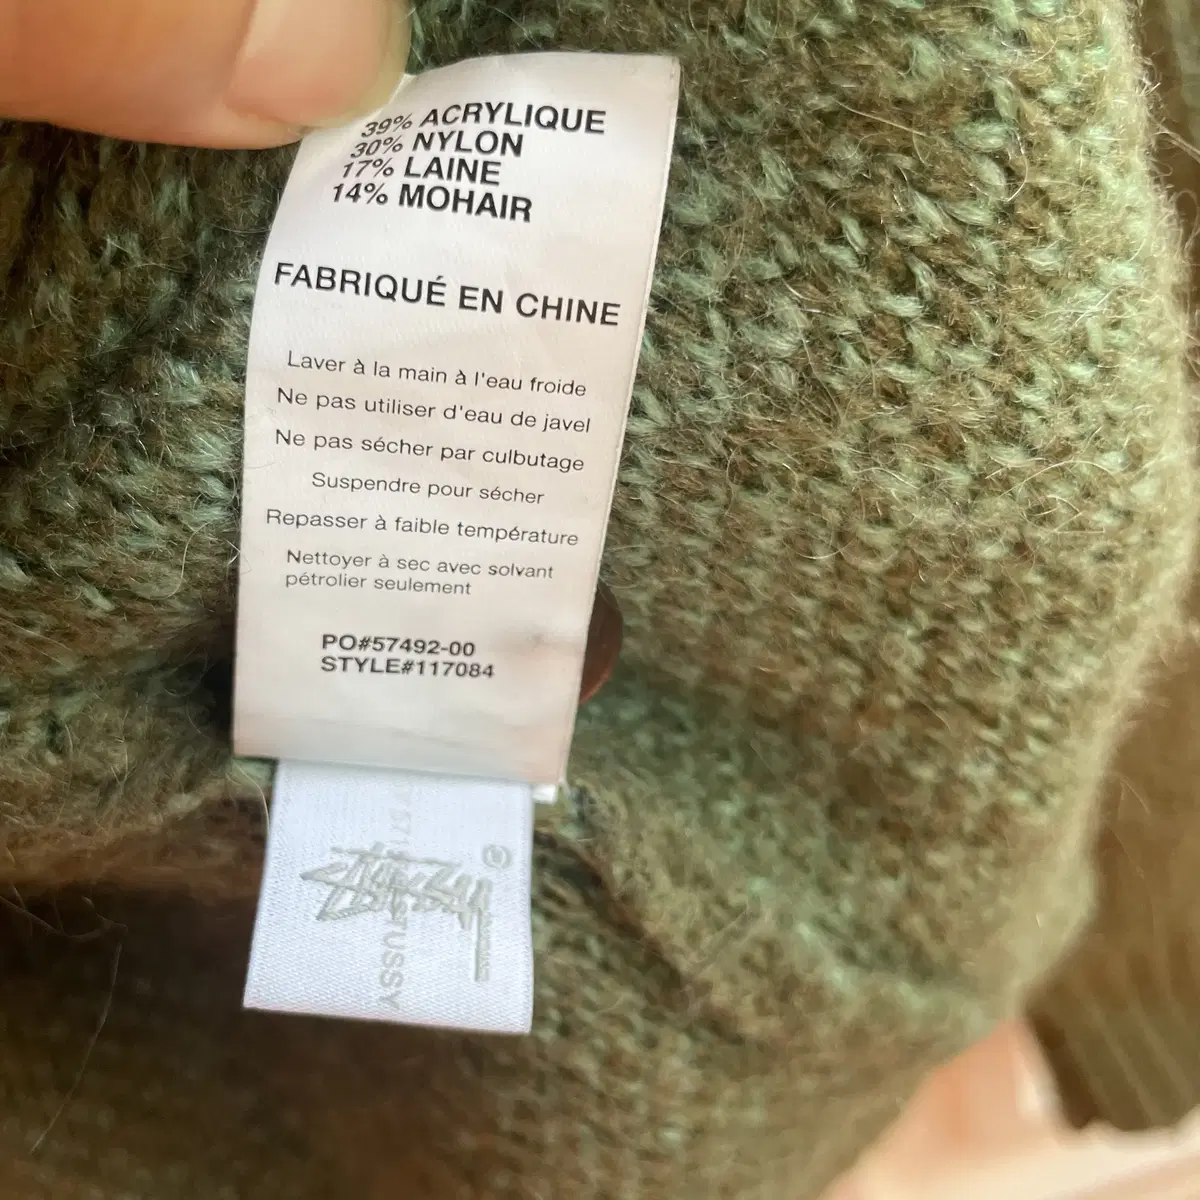 39% ACRYLIQUE
30% NYLON
17% LAINE
14% MOHAIR
FABRIQUÉ EN CHINE
Laver à la main à l'eau froide
Ne pas utiliser d'eau de javel
Ne pas sécher par culbutage
Suspendre pour sécher
Repasser à faible température
Nettoyer à sec avec solvant
pétrolier seulement
PO#57492-00
STYLE#117084